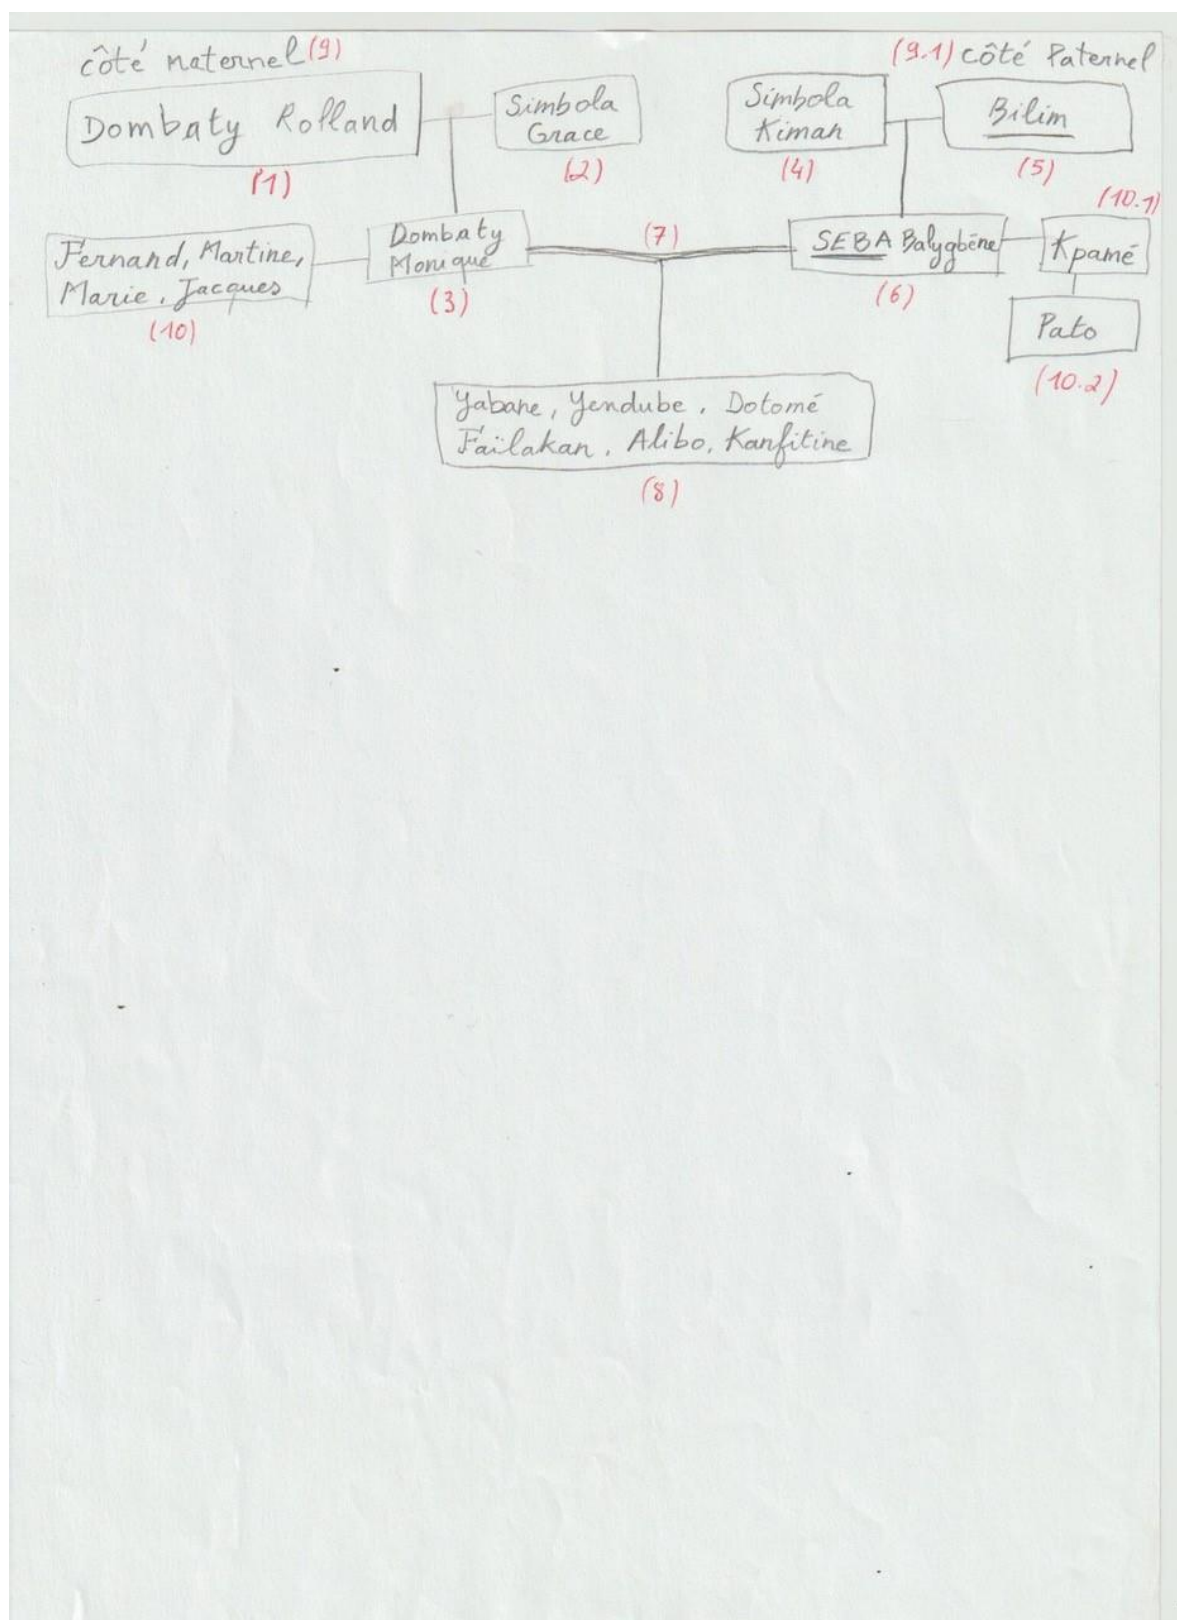 côté maternel (9)
(9.1) côté Paternel
Dombaty Rolland
(1)
Simbola
Grace
(2)
Simbola
Kiman
(4)
Bilim
(5)
Fernand, Martine,
Marie, Jacques
(10)
Dombaty
Monique
(3)
(7)
SEBA Balygbène
(6)
(10.1)
Kpamé
Pato
(10.2)
Yabane, Yendube, Dotomé
Faïlakan, Alibo, Kanfitine
(8)